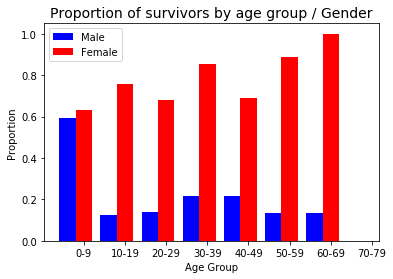 Proportion of survivors by age group / Gender
Male
Female
1.0
0.8
0.6
0.4
0.2
0.0
Proportion
0-9 10-19 20-29 30-39 40-49 50-59 60-69 70-79
Age Group